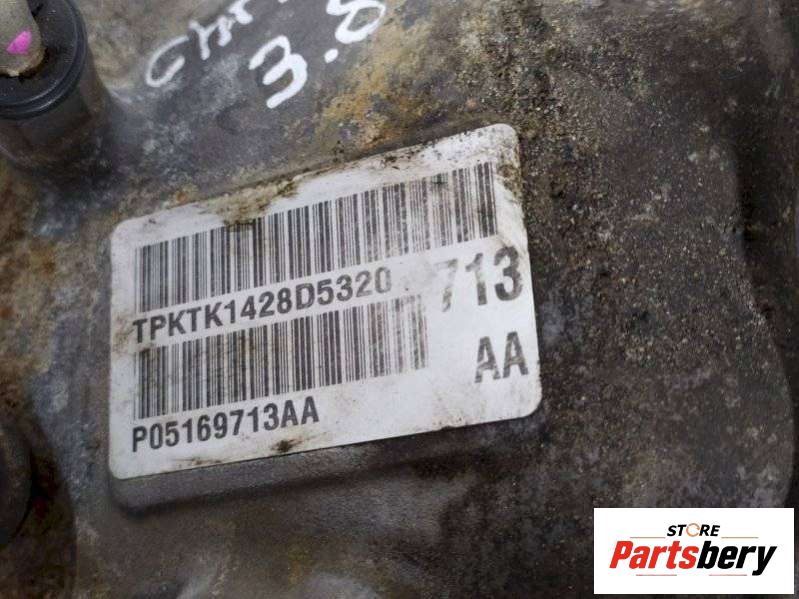 3.8
TPKTK1428D5320 713
AA
P05169713AA
STORE
Partsbery